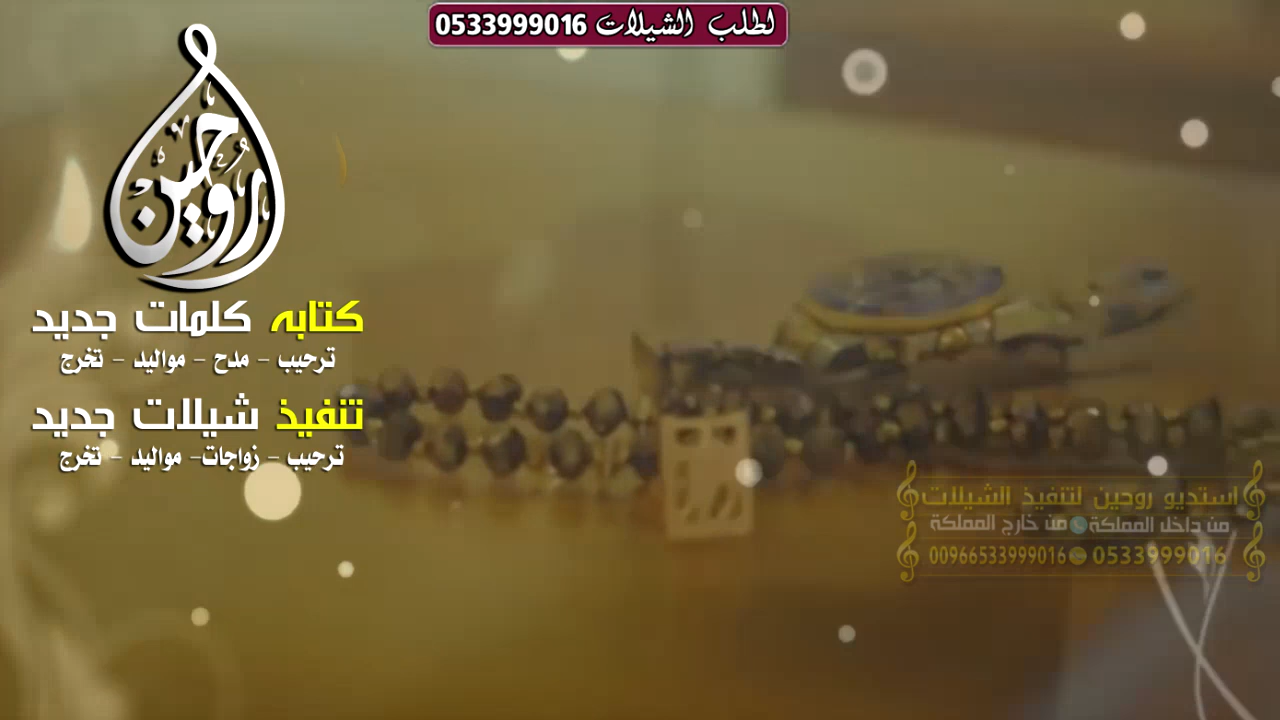 لطلب الشيلات 0533999016
روحين
كتابه كلمات جديد
ترحيب - مدح - مواليد - تخرج
تنفيذ شيلات جديد
ترحيب - زواجات- مواليد - تخرج
استديو روحين لتنفيذ الشيلات
من داخل المملكة من خارج المملكة
0533999016 00966533999016